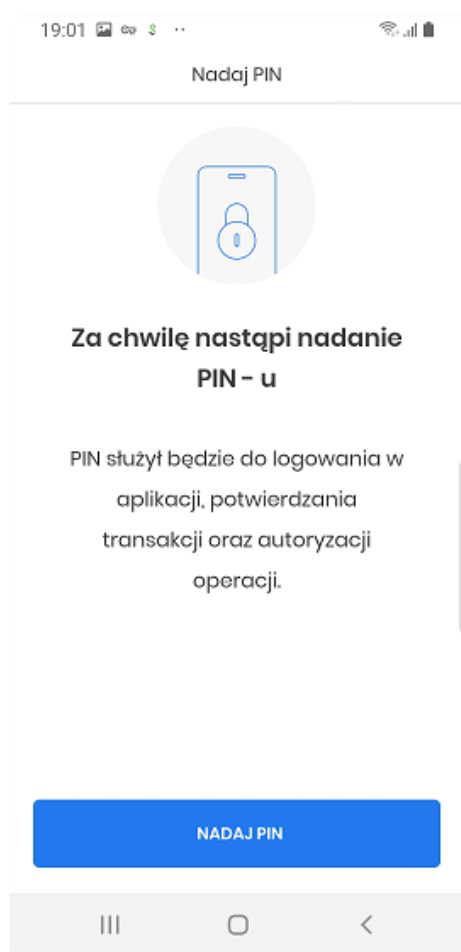 19:01
Nadaj PIN
Za chwilę nastąpi nadanie
PIN - u
PIN służył będzie do logowania w
aplikacji, potwierdzania
transakcji oraz autoryzacji
operacji.
NADAJ PIN